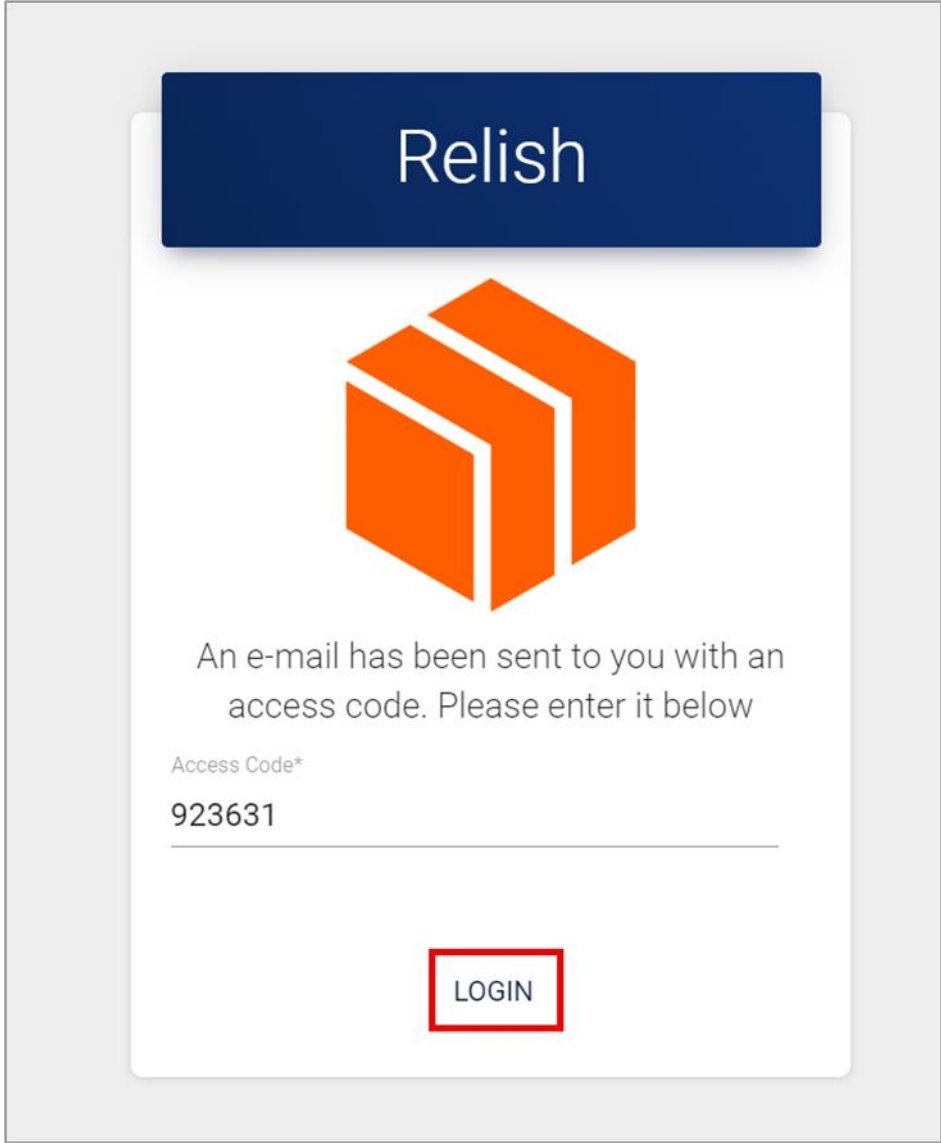 Relish
An e-mail has been sent to you with an
access code. Please enter it below
Access Code*
923631
LOGIN